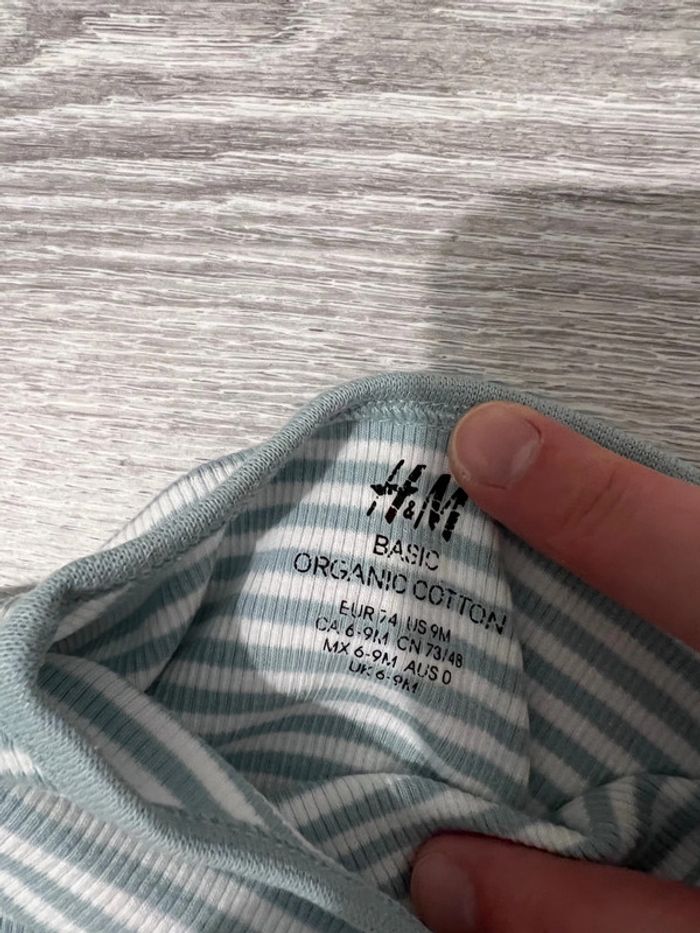 H&M
BASIC
ORGANIC COTTON
EUR 74 US 9M
CA 6-9M CN 73/48
MX 6-9M AUS 0
UK 6-9M